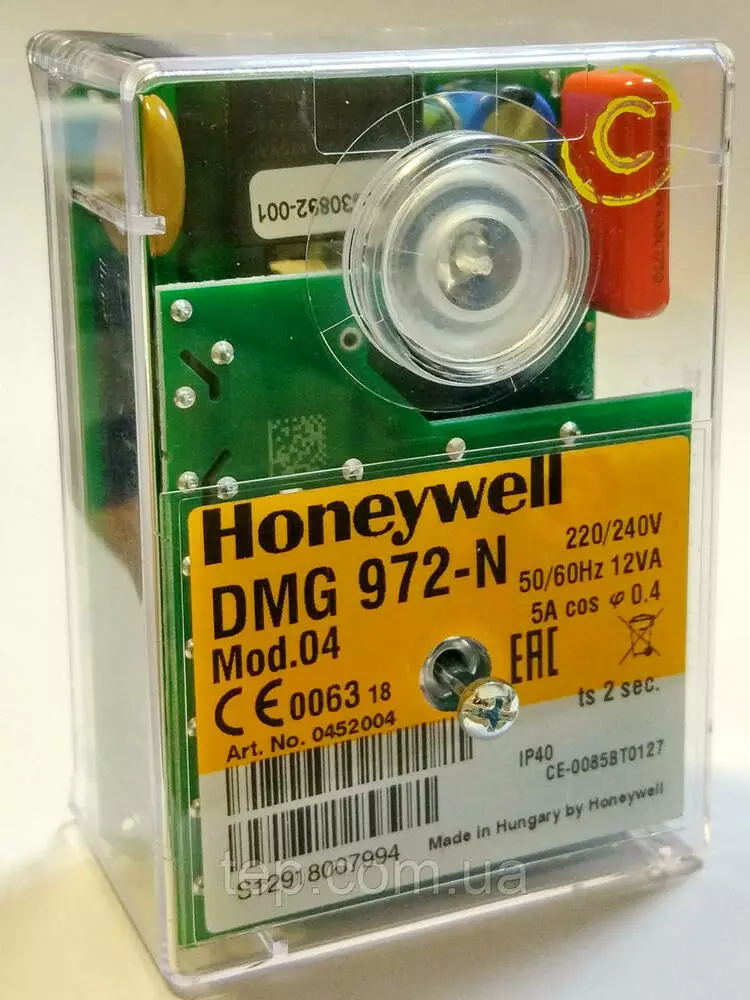 30892-001
C
Honeywell
DMG 972-N
220/240V
50/60Hz 12VA
5A cos φ 0.4
Mod.04
EAC
CE 0063 18
ts 2 sec.
Art. No. 0452004
IP40
CE-0085BT0127
Made in Hungary by Honeywell
S12918007994
tep.com.ua